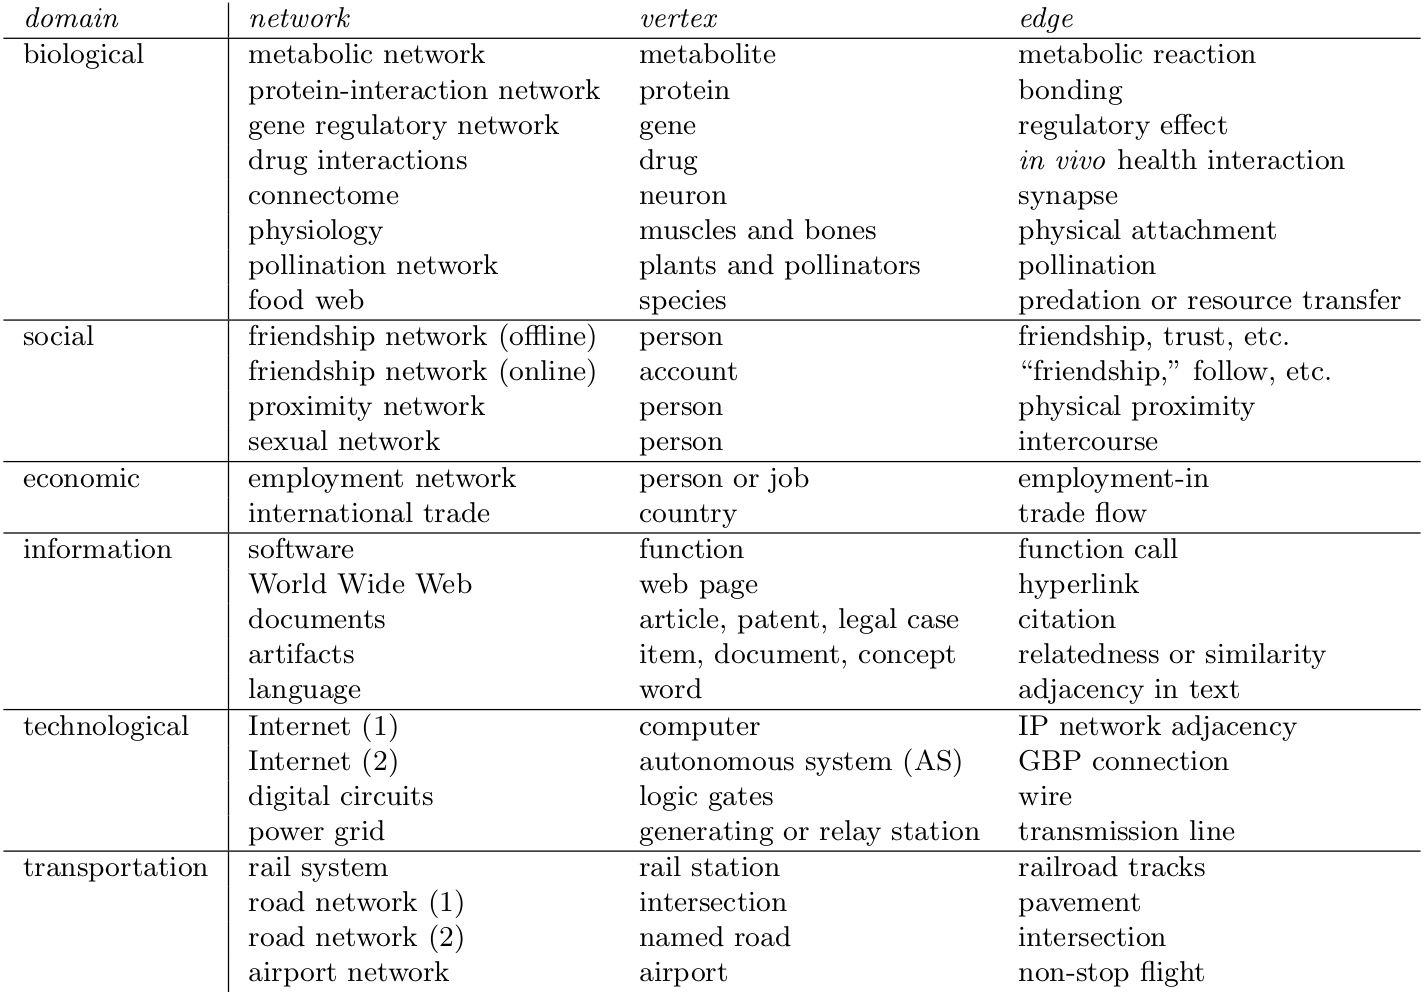 domain network vertex edge
biological metabolic network metabolite metabolic reaction
protein-interaction network protein bonding
gene regulatory network gene regulatory effect
drug interactions drug in vivo health interaction
connectome neuron synapse
physiology muscles and bones physical attachment
pollination network plants and pollinators pollination
food web species predation or resource transfer
social friendship network (offline) person friendship, trust, etc.
friendship network (online) account “friendship,” follow, etc.
proximity network person physical proximity
sexual network person intercourse
economic employment network person or job employment-in
international trade country trade flow
information software function function call
World Wide Web web page hyperlink
documents article, patent, legal case citation
artifacts item, document, concept relatedness or similarity
language word adjacency in text
technological Internet (1) computer IP network adjacency
Internet (2) autonomous system (AS) GBP connection
digital circuits logic gates wire
power grid generating or relay station transmission line
transportation rail system rail station railroad tracks
road network (1) intersection pavement
road network (2) named road intersection
airport network airport non-stop flight